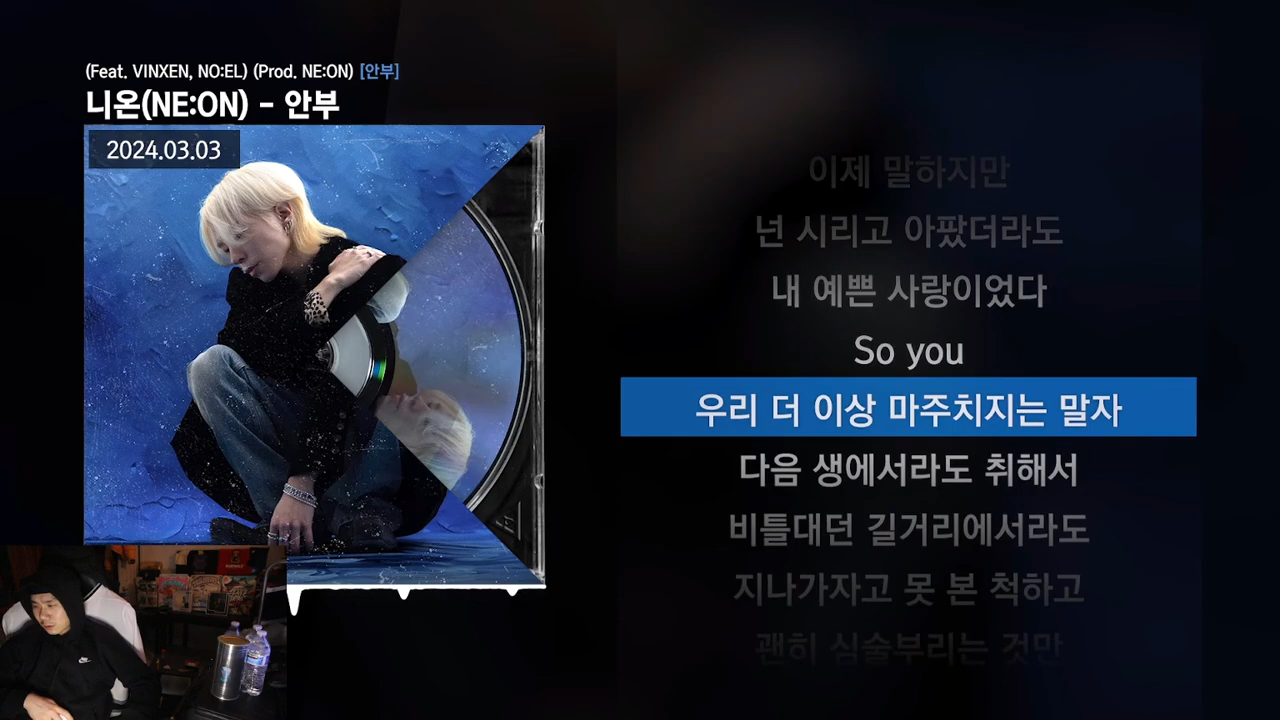 (Feat. VINXEN, NO:EL) (Prod. NE:ON) [안부]
니온(NE:ON) - 안부
2024.03.03
이제 말하지만
넌 시리고 아팠더라도
내 예쁜 사랑이었다
So you
우리 더 이상 마주치지는 말자
다음 생에서라도 취해서
비틀대던 길거리에서라도
지나가자고 못 본 척하고
괜히 심술부리는 것만